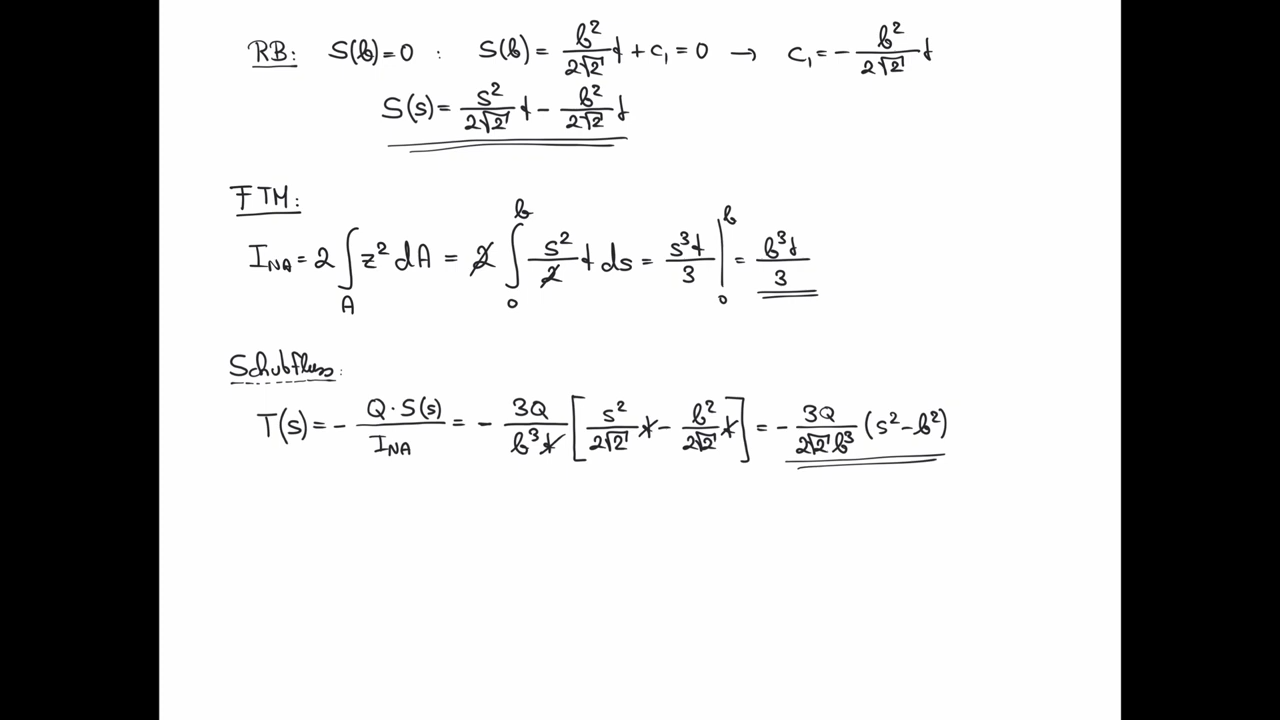 RB: S(b)=0 : S(b) = b²/(2√2) t + c₁ = 0 → c₁ = - b²/(2√2) t
S(s) = s²/(2√2) t - b²/(2√2) t
FTM:
I_NA = 2 ∫_A z² dA = 2 ∫_0^b s²/2 t ds = s³t/3 |_0^b = b³t/3
Schubfluss:
T(s) = - Q·S(s)/I_NA = - 3Q/(b³t) [ s²/(2√2) t - b²/(2√2) t ] = - 3Q/(2√2 b³) (s² - b²)